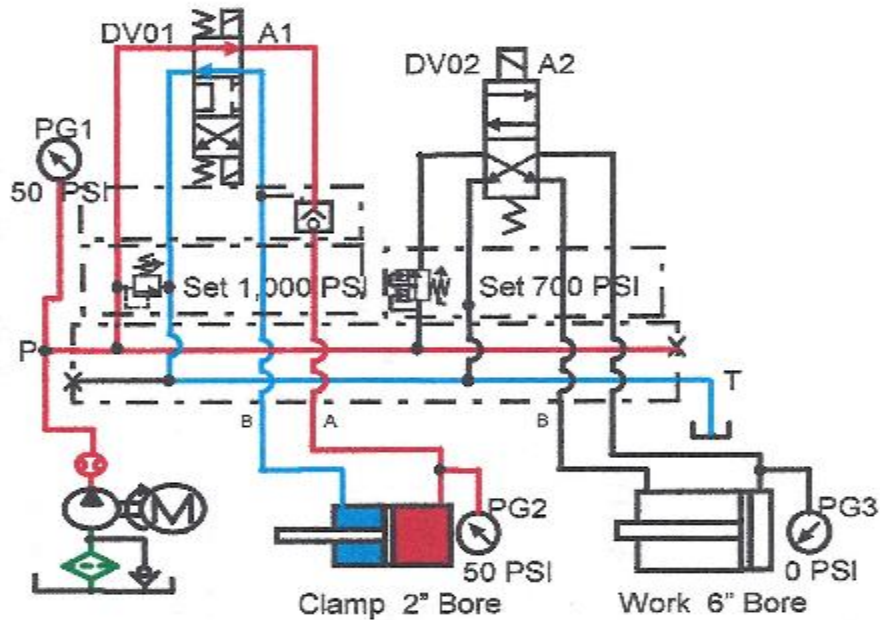 DV01 A1
DV02 A2
PG1
50 PSI
Set 1,000 PSI
Set 700 PSI
P
T
B A
B
M
PG2
50 PSI
PG3
0 PSI
Clamp 2" Bore
Work 6" Bore